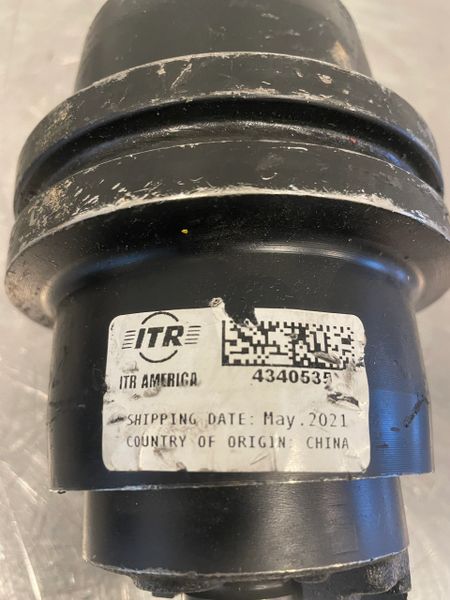 ITR
ITR AMERICA
4340535
SHIPPING DATE: May.2021
COUNTRY OF ORIGIN: CHINA